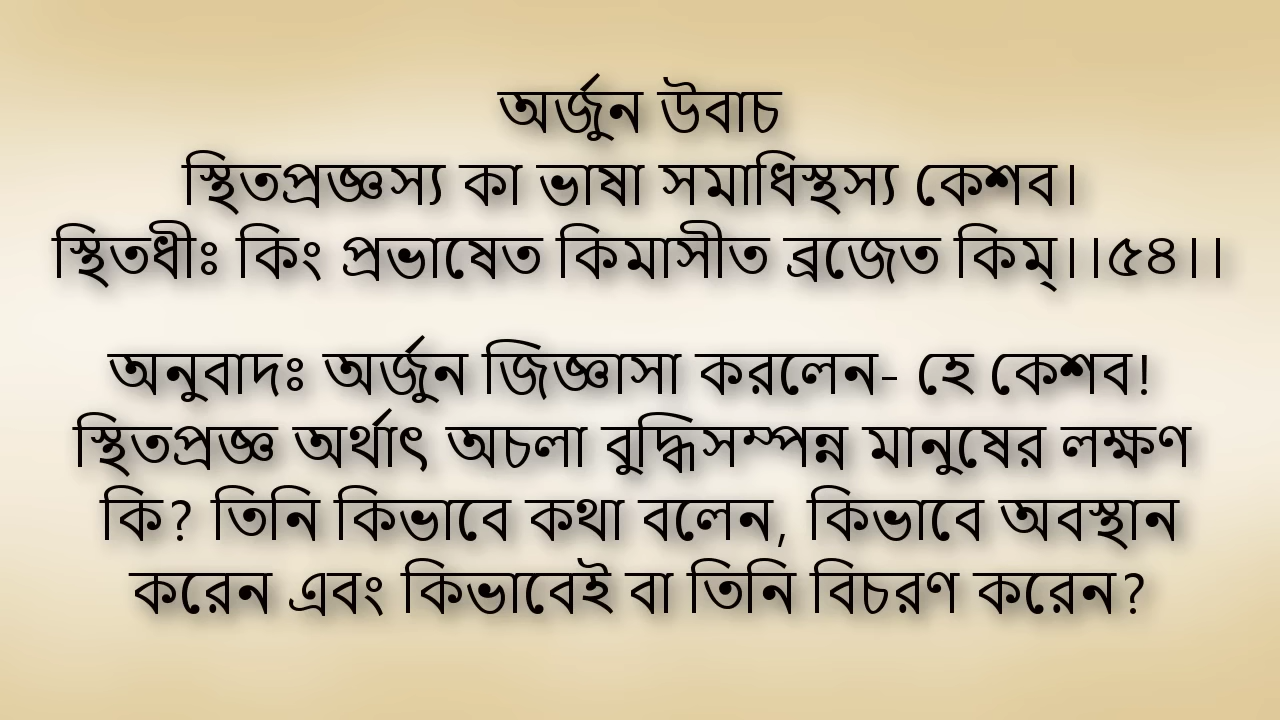 অর্জুন উবাচ
স্থিতপ্রজ্ঞস্য কা ভাষা সমাধিস্থস্য কেশব।
স্থিতধীঃ কিং প্রভাষেত কিমাসীত ব্রজেত কিম্।।৫৪।।
অনুবাদঃ অর্জুন জিজ্ঞাসা করলেন- হে কেশব!
স্থিতপ্রজ্ঞ অর্থাৎ অচলা বুদ্ধিসম্পন্ন মানুষের লক্ষণ
কি? তিনি কিভাবে কথা বলেন, কিভাবে অবস্থান
করেন এবং কিভাবেই বা তিনি বিচরণ করেন?